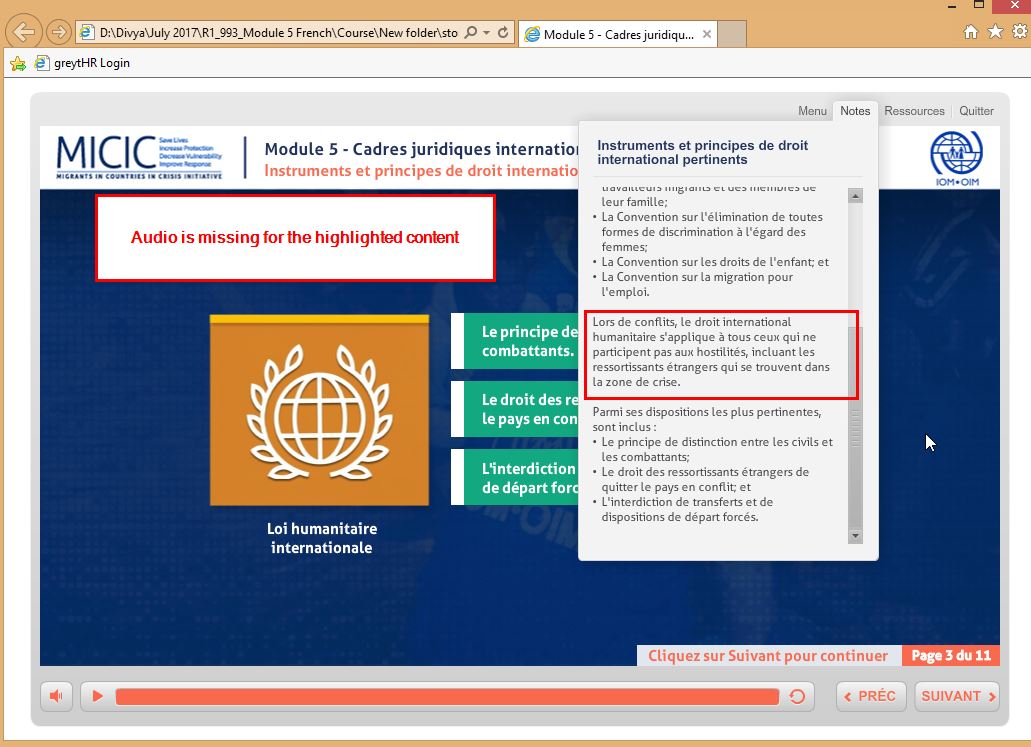 D:\Divya\July 2017\R1_993_Module 5 French\Course\New folder\sto
Module 5 - Cadres juridiqu...
greytHR Login
Menu
Notes
Ressources
Quitter
MICIC
Save Lives
Increase Protection
Decrease Vulnerability
Improve Response
MIGRANTS IN COUNTRIES IN CRISIS INITIATIVE
Module 5 - Cadres juridiques internation
Instruments et principes de droit internatio
IOM•OIM
Instruments et principes de droit
international pertinents
travailleurs migrants et des membres de
leur famille;
• La Convention sur l'élimination de toutes
formes de discrimination à l'égard des
femmes;
• La Convention sur les droits de l'enfant; et
• La Convention sur la migration pour
l'emploi.
Lors de conflits, le droit international
humanitaire s'applique à tous ceux qui ne
participent pas aux hostilités, incluant les
ressortissants étrangers qui se trouvent dans
la zone de crise.
Parmi ses dispositions les plus pertinentes,
sont inclus :
• Le principe de distinction entre les civils et
les combattants;
• Le droit des ressortissants étrangers de
quitter le pays en conflit; et
• L'interdiction de transferts et de
dispositions de départ forcés.
Audio is missing for the highlighted content
Loi humanitaire
internationale
Le principe de
combattants.
Le droit des re
le pays en con
L'interdiction
de départ forc
Cliquez sur Suivant pour continuer
Page 3 du 11
PRÉC
SUIVANT